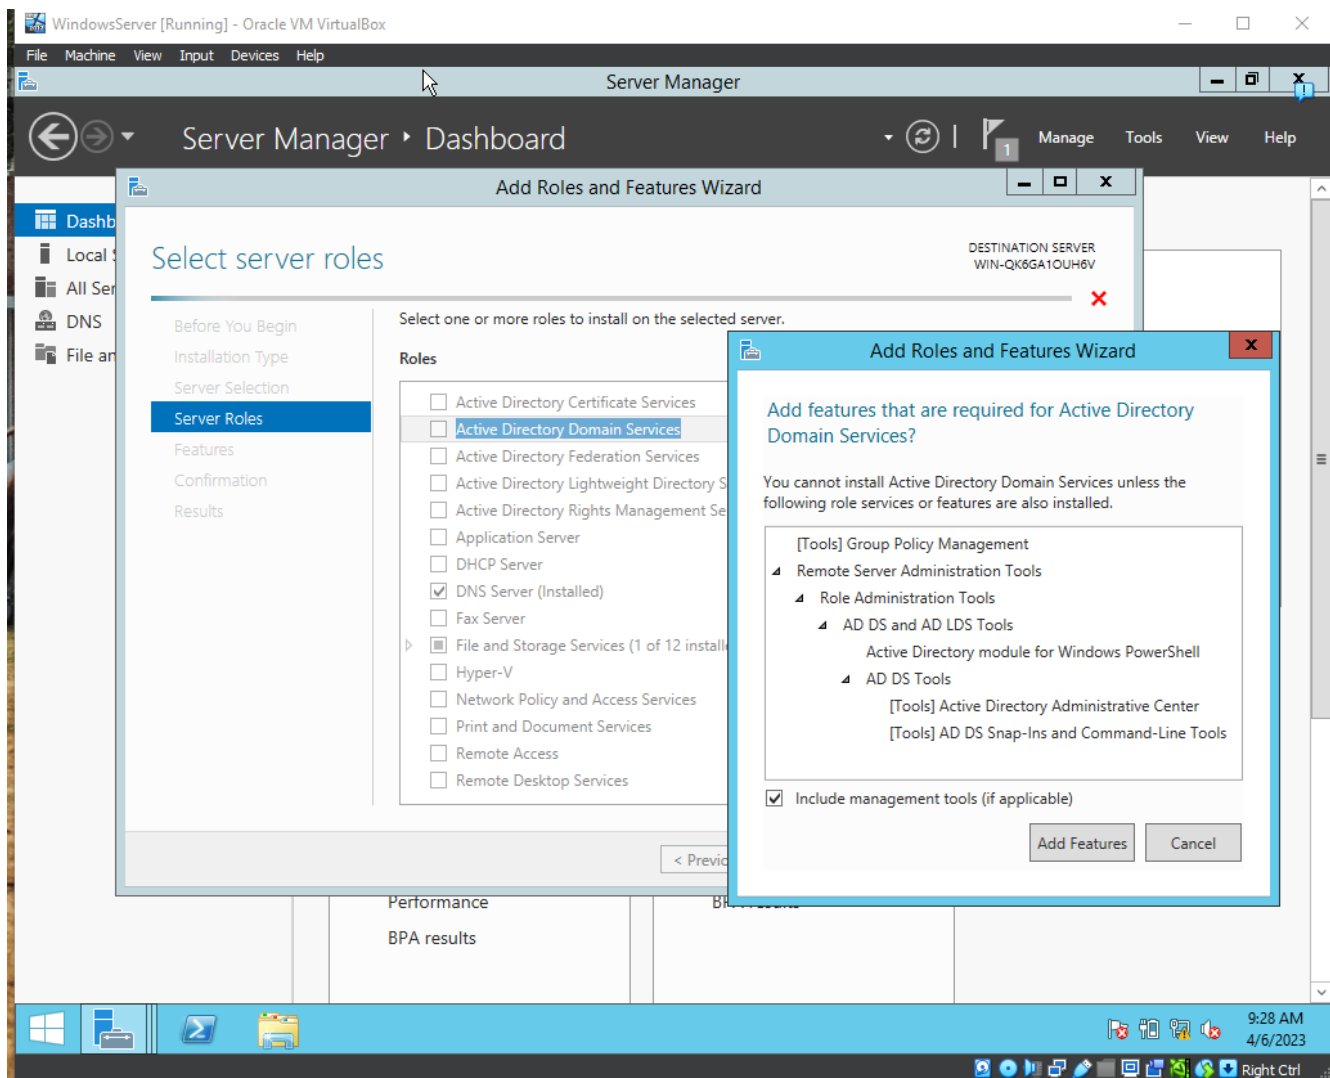 WindowsServer [Running] - Oracle VM VirtualBox
File Machine View Input Devices Help
Server Manager
Server Manager ‣ Dashboard
1
Manage Tools View Help
Add Roles and Features Wizard
Dashb
Local S
All Ser
DNS
File an
Select server roles
DESTINATION SERVER
WIN-QK6GA1OUH6V
Before You Begin
Installation Type
Server Selection
Server Roles
Features
Confirmation
Results
Select one or more roles to install on the selected server.
Roles
Active Directory Certificate Services
Active Directory Domain Services
Active Directory Federation Services
Active Directory Lightweight Directory S
Active Directory Rights Management Se
Application Server
DHCP Server
DNS Server (Installed)
Fax Server
File and Storage Services (1 of 12 installe
Hyper-V
Network Policy and Access Services
Print and Document Services
Remote Access
Remote Desktop Services
< Previo
Add Roles and Features Wizard
Add features that are required for Active Directory
Domain Services?
You cannot install Active Directory Domain Services unless the
following role services or features are also installed.
[Tools] Group Policy Management
Remote Server Administration Tools
Role Administration Tools
AD DS and AD LDS Tools
Active Directory module for Windows PowerShell
AD DS Tools
[Tools] Active Directory Administrative Center
[Tools] AD DS Snap-Ins and Command-Line Tools
Include management tools (if applicable)
Add Features
Cancel
Performance
BPA results
BPA results
9:28 AM
4/6/2023
Right Ctrl